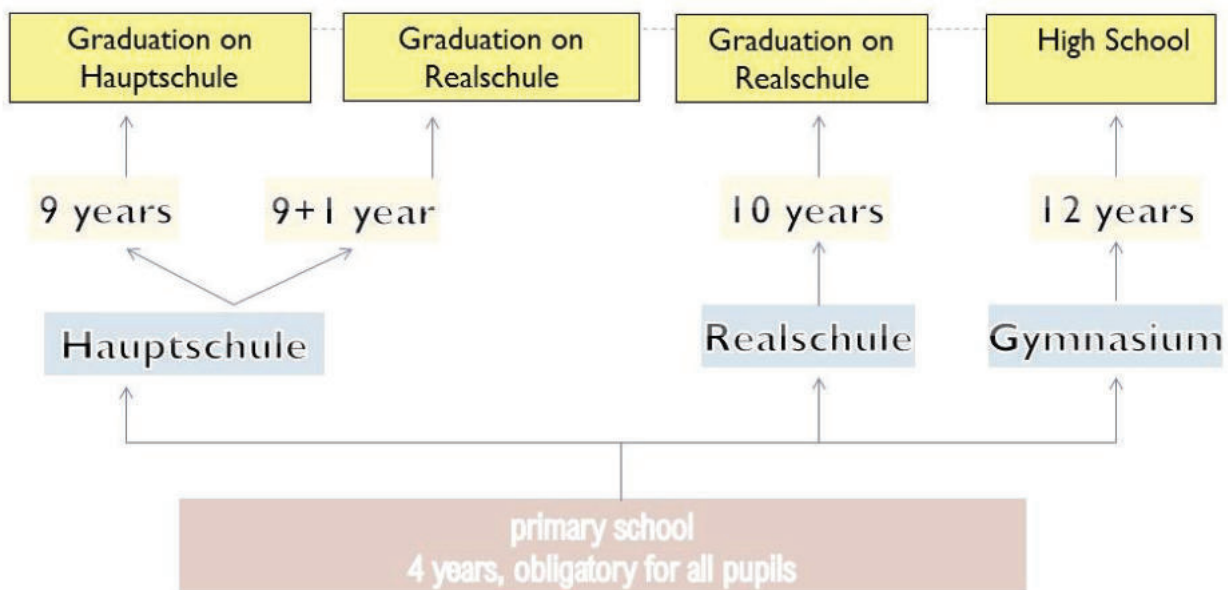 Graduation on
Hauptschule
Graduation on
Realschule
Graduation on
Realschule
High School
9 years
9+1 year
10 years
12 years
Hauptschule
Realschule
Gymnasium
primary school
4 years, obligatory for all pupils